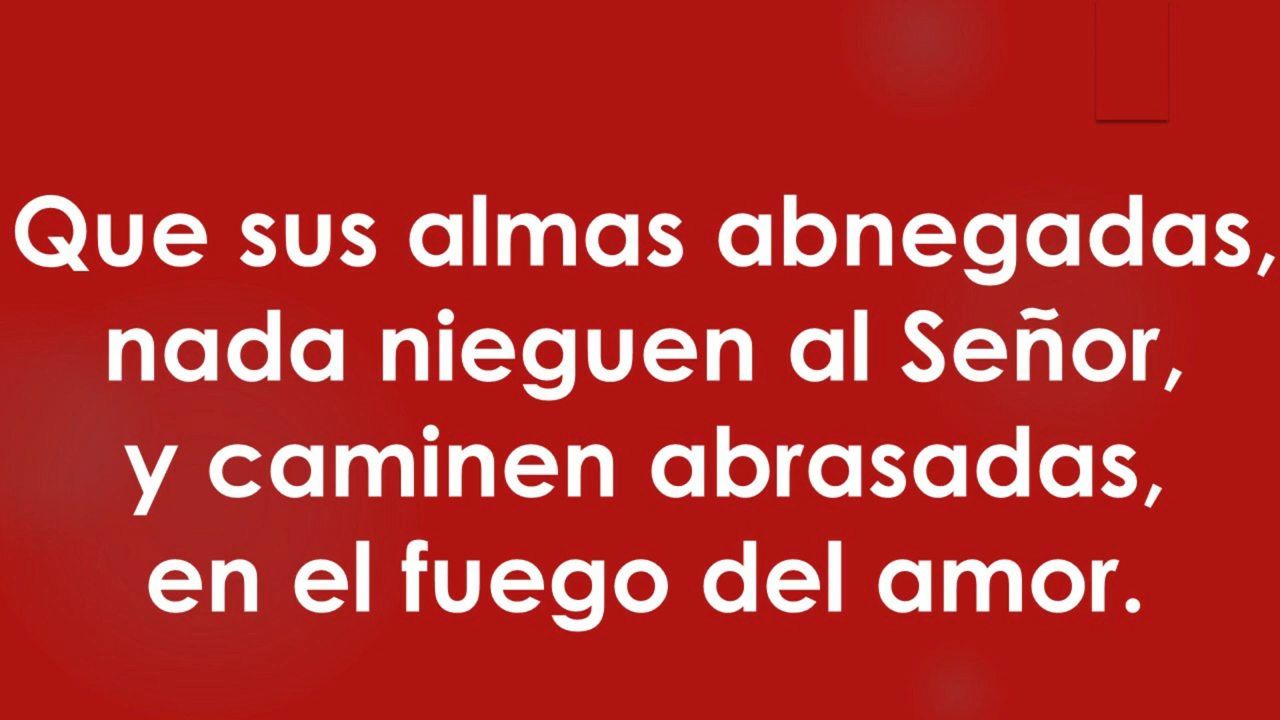 Que sus almas abnegadas,
nada nieguen al Señor,
y caminen abrasadas,
en el fuego del amor.